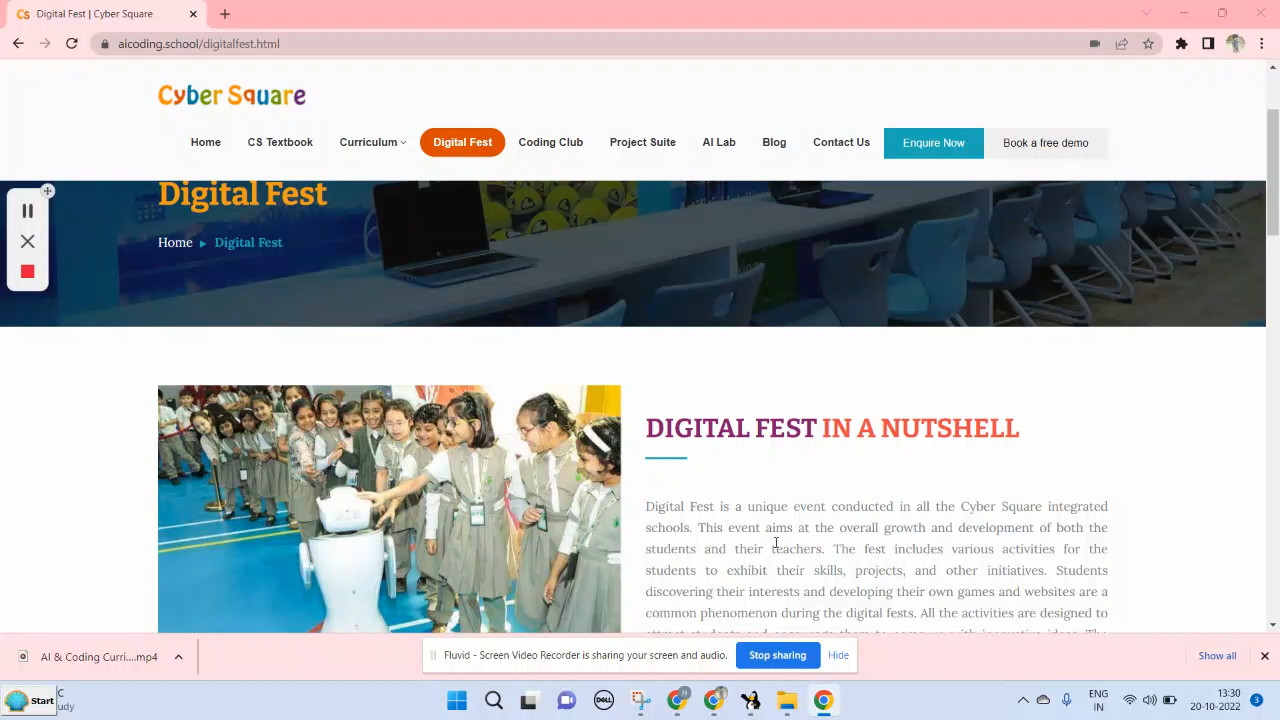 CS Digital Fest | Cyber Square
aicoding.school/digitalfest.html
Cyber Square
Home CS Textbook Curriculum Digital Fest Coding Club Project Suite AI Lab Blog Contact Us Enquire Now Book a free demo
Digital Fest
Home Digital Fest
DIGITAL FEST IN A NUTSHELL
Digital Fest is a unique event conducted in all the Cyber Square integrated
schools. This event aims at the overall growth and development of both the
students and their teachers. The fest includes various activities for the
students to exhibit their skills, projects, and other initiatives. Students
discovering their interests and developing their own games and websites are a
common phenomenon during the digital fests. All the activities are designed to
AI & Coding Curri....mp4
Fluvid - Screen Video Recorder is sharing your screen and audio. Stop sharing Hide
Show all
Start
C
udy
DELL
H
ENG
IN
13:30
20-10-2022
3